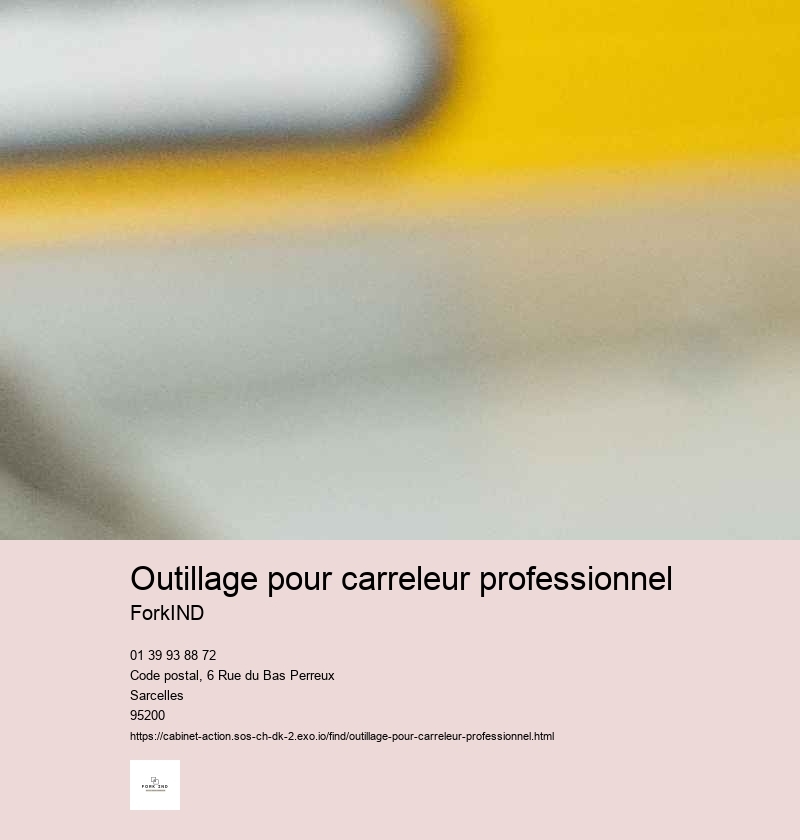 Outillage pour carreleur professionnel
ForkIND
01 39 93 88 72
Code postal, 6 Rue du Bas Perreux
Sarcelles
95200
https://cabinet-action.sos-ch-dk-2.exo.io/find/outillage-pour-carreleur-professionnel.html
FORK IND